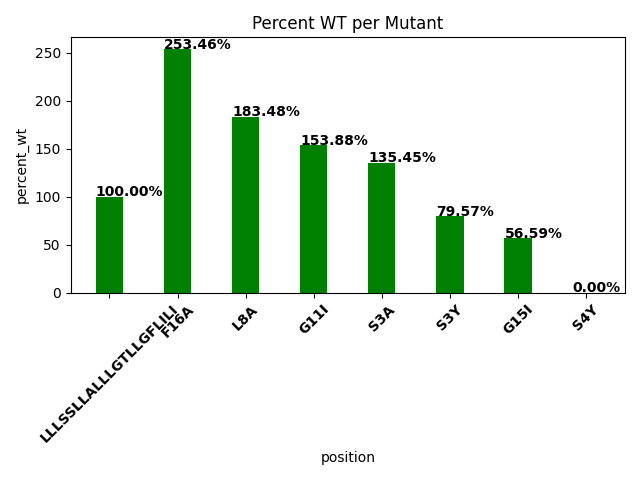 Percent WT per Mutant
percent_wt
250
200
150
100
50
0
100.00%
253.46%
183.48%
153.88%
135.45%
79.57%
56.59%
0.00%
LLLSSLLALLLGTLLGFLILI
F16A
L8A
G11I
S3A
S3Y
G15I
S4Y
position